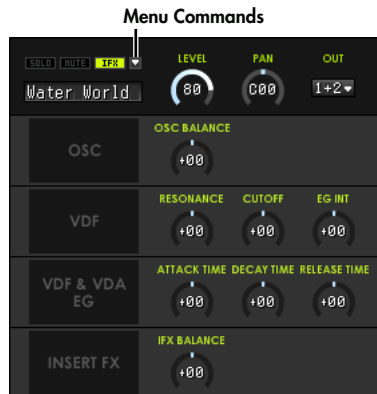 Menu Commands
SOLO MUTE IFX
LEVEL PAN OUT
Water World 80 C00 1+2
OSC BALANCE
OSC +00
RESONANCE CUTOFF EG INT
VDF +00 +00 +00
ATTACK TIME DECAY TIME RELEASE TIME
VDF & VDA
EG +00 +00 +00
IFX BALANCE
INSERT FX +00